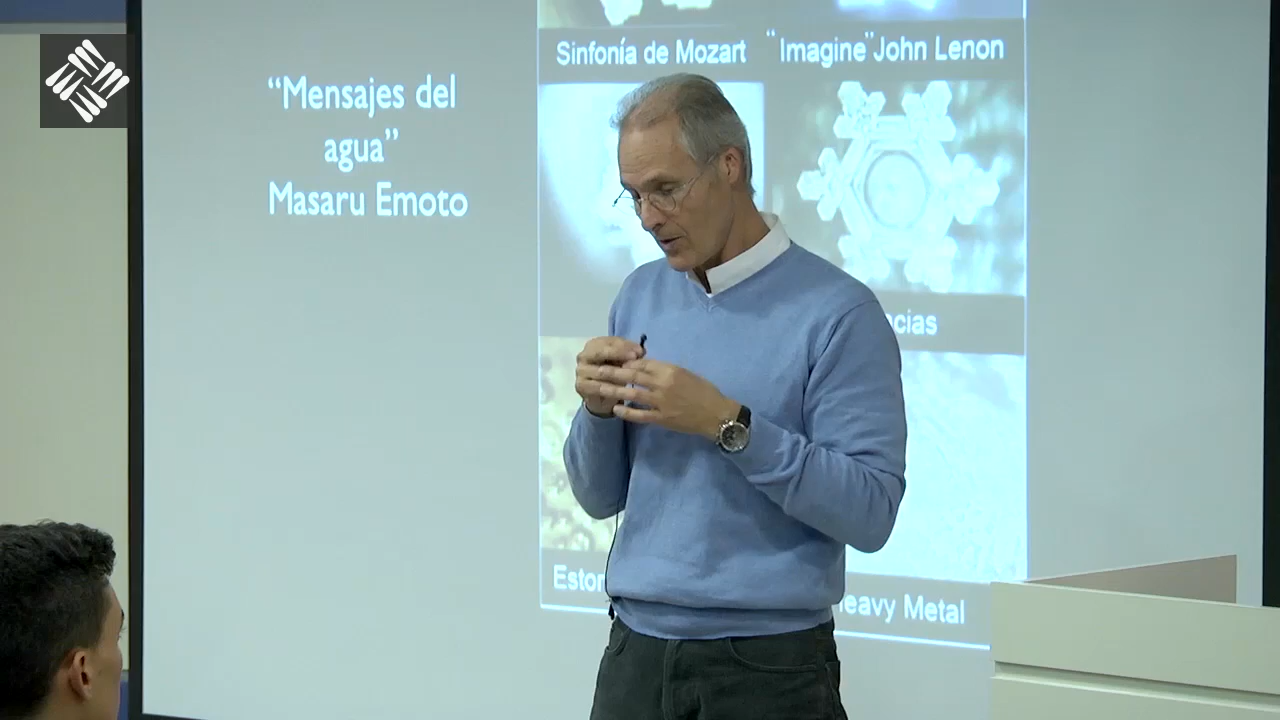 “Mensajes del
agua”
Masaru Emoto
Sinfonía de Mozart
“Imagine” John Lenon
Heavy Metal